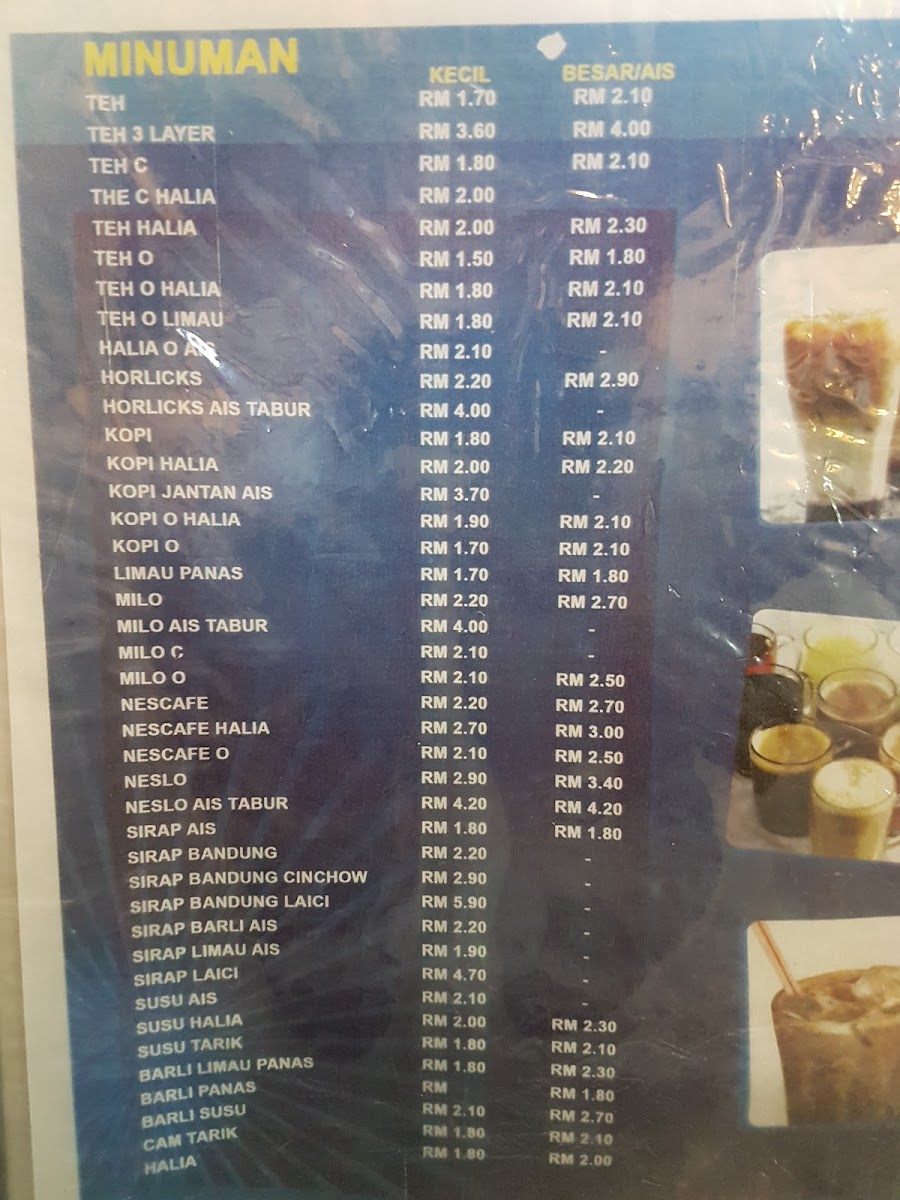 MINUMAN KECIL BESAR/AIS
TEH RM 1.70 RM 2.10
TEH 3 LAYER RM 3.60 RM 4.00
TEH C RM 1.80 RM 2.10
THE C HALIA RM 2.00 -
TEH HALIA RM 2.00 RM 2.30
TEH O RM 1.50 RM 1.80
TEH O HALIA RM 1.80 RM 2.10
TEH O LIMAU RM 1.80 RM 2.10
HALIA O AIS RM 2.10 -
HORLICKS RM 2.20 RM 2.90
HORLICKS AIS TABUR RM 4.00 -
KOPI RM 1.80 RM 2.10
KOPI HALIA RM 2.00 RM 2.20
KOPI JANTAN AIS RM 3.70 -
KOPI O HALIA RM 1.90 RM 2.10
KOPI O RM 1.70 RM 2.10
LIMAU PANAS RM 1.70 RM 1.80
MILO RM 2.20 RM 2.70
MILO AIS TABUR RM 4.00 -
MILO C RM 2.10 -
MILO O RM 2.10 RM 2.50
NESCAFE RM 2.20 RM 2.70
NESCAFE HALIA RM 2.70 RM 3.00
NESCAFE O RM 2.10 RM 2.50
NESLO RM 2.90 RM 3.40
NESLO AIS TABUR RM 4.20 RM 4.20
SIRAP AIS RM 1.80 RM 1.80
SIRAP BANDUNG RM 2.20 -
SIRAP BANDUNG CINCHOW RM 2.90 -
SIRAP BANDUNG LAICI RM 5.90 -
SIRAP BARLI AIS RM 2.20 -
SIRAP LIMAU AIS RM 1.90 -
SIRAP LAICI RM 4.70 -
SUSU AIS RM 2.10 -
SUSU HALIA RM 2.00 RM 2.30
SUSU TARIK RM 1.80 RM 2.10
BARLI LIMAU PANAS RM 1.80 RM 2.30
BARLI PANAS RM RM 1.80
BARLI SUSU RM 2.10 RM 2.70
CAM TARIK RM 1.80 RM 2.10
HALIA RM 1.80 RM 2.00